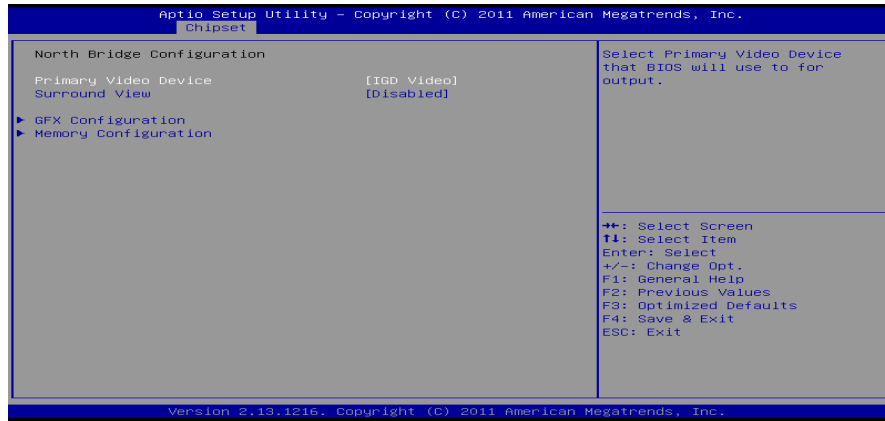 Aptio Setup Utility - Copyright (C) 2011 American Megatrends, Inc.
Chipset
North Bridge Configuration
Primary Video Device [IGD Video]
Surround View [Disabled]
► GFX Configuration
► Memory Configuration
Select Primary Video Device
that BIOS will use to for
output.
→←: Select Screen
↑↓: Select Item
Enter: Select
+/-: Change Opt.
F1: General Help
F2: Previous Values
F3: Optimized Defaults
F4: Save & Exit
ESC: Exit
Version 2.13.1216. Copyright (C) 2011 American Megatrends, Inc.